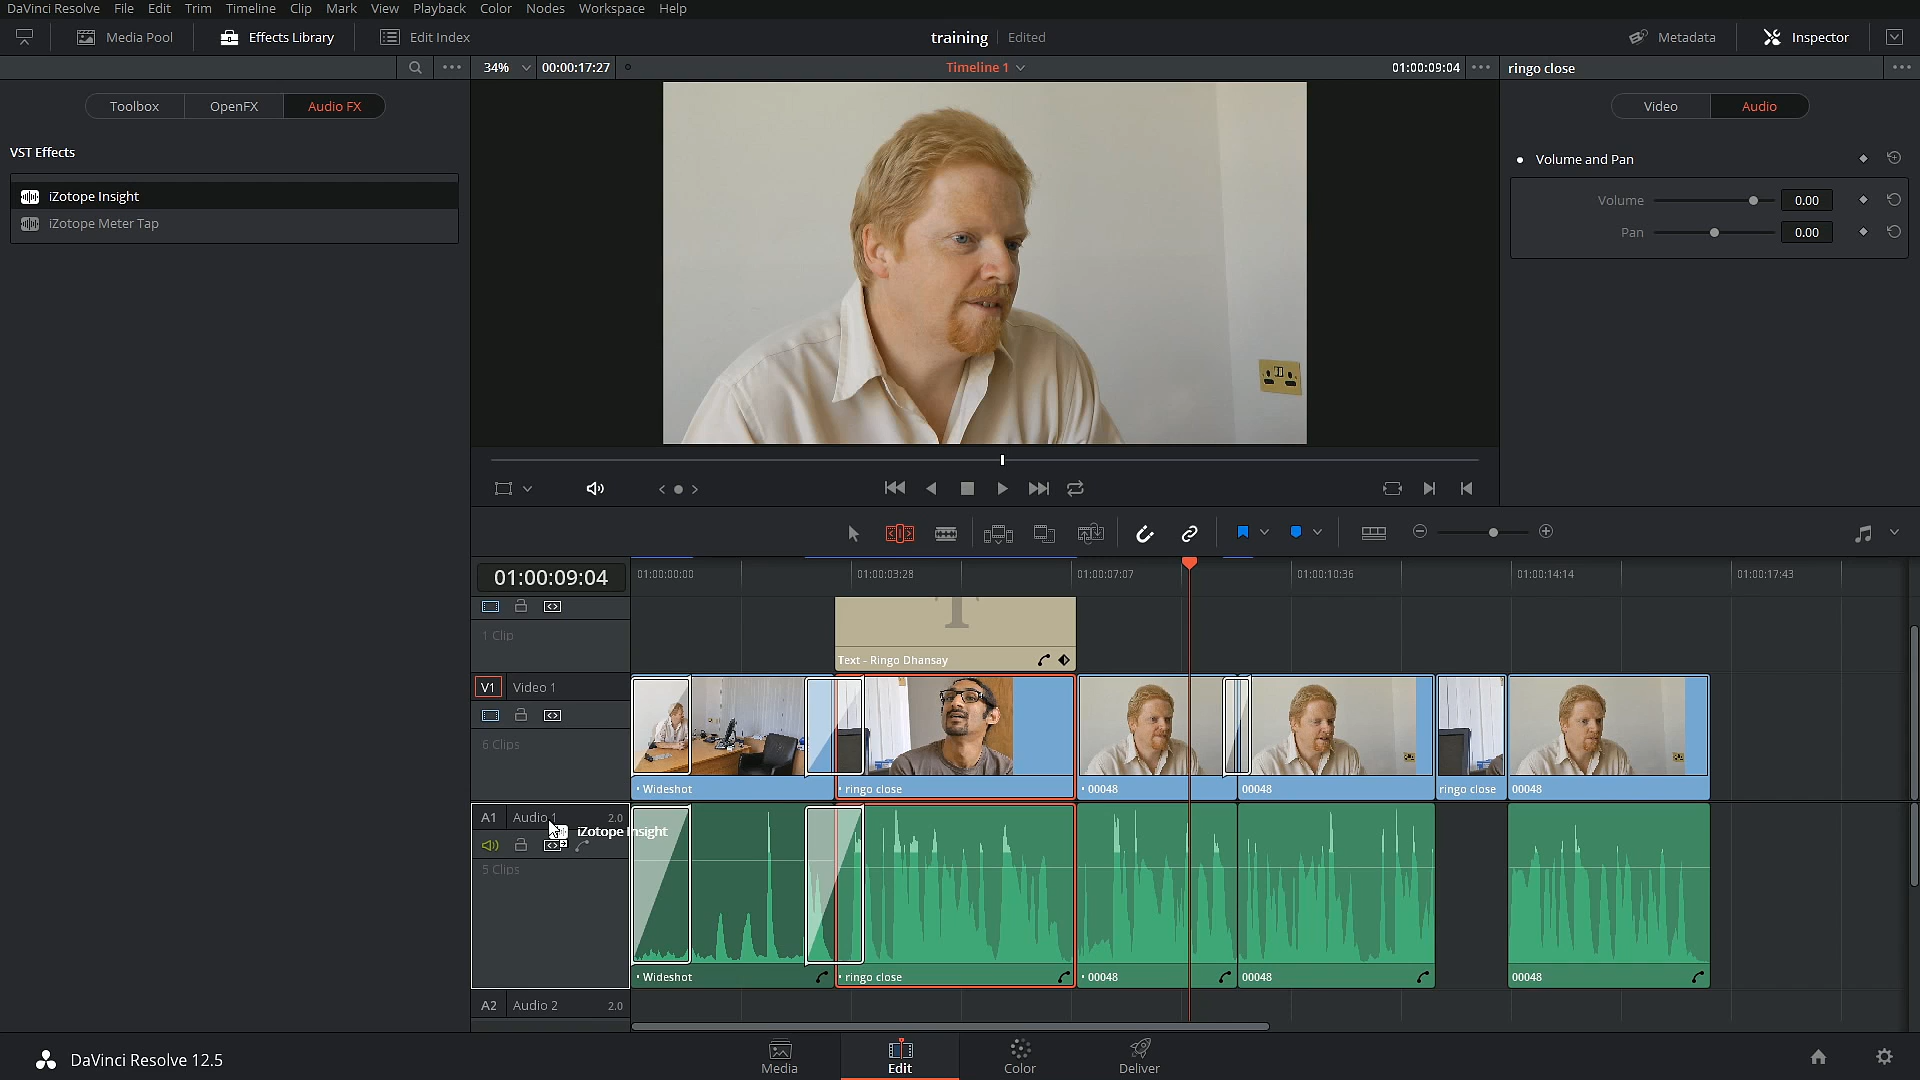 DaVinci Resolve File Edit Trim Timeline Clip Mark View Playback Color Nodes Workspace Help
Media Pool Effects Library Edit Index training Edited Metadata Inspector
34% 00:00:17:27 Timeline 1 01:00:09:04 ringo close
Toolbox OpenFX Audio FX Video Audio
VST Effects
iZotope Insight
iZotope Meter Tap
Volume and Pan
Volume 0.00
Pan 0.00
01:00:09:04 01:00:00:00 01:00:03:28 01:00:07:07 01:00:10:36 01:00:14:14 01:00:17:43
1 Clip
T
Text - Ringo Dhansay
V1 Video 1
6 Clips
Wideshot ringo close 00048 00048 ringo close 00048
A1 Audio 1 2.0
iZotope Insight
5 Clips
Wideshot ringo close 00048 00048 00048
A2 Audio 2 2.0
DaVinci Resolve 12.5 Media Edit Color Deliver